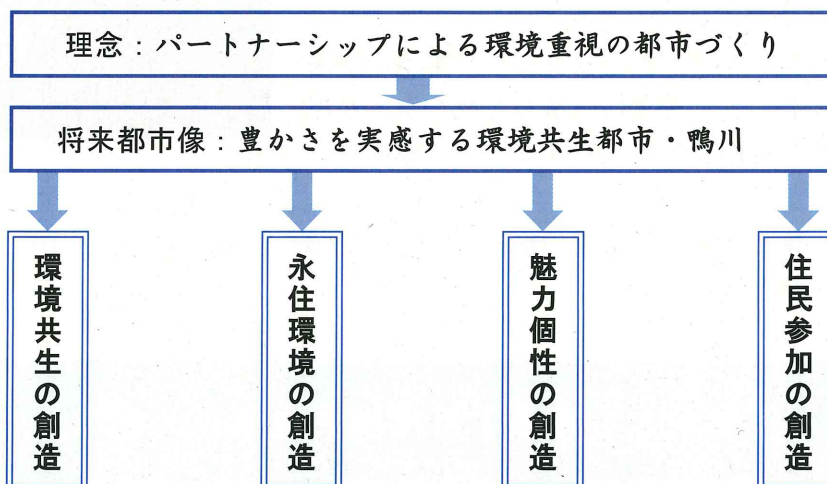 理念：パートナーシップによる環境重視の都市づくり
将来都市像：豊かさを実感する環境共生都市・鴨川
環境共生の創造
永住環境の創造
魅力個性の創造
住民参加の創造